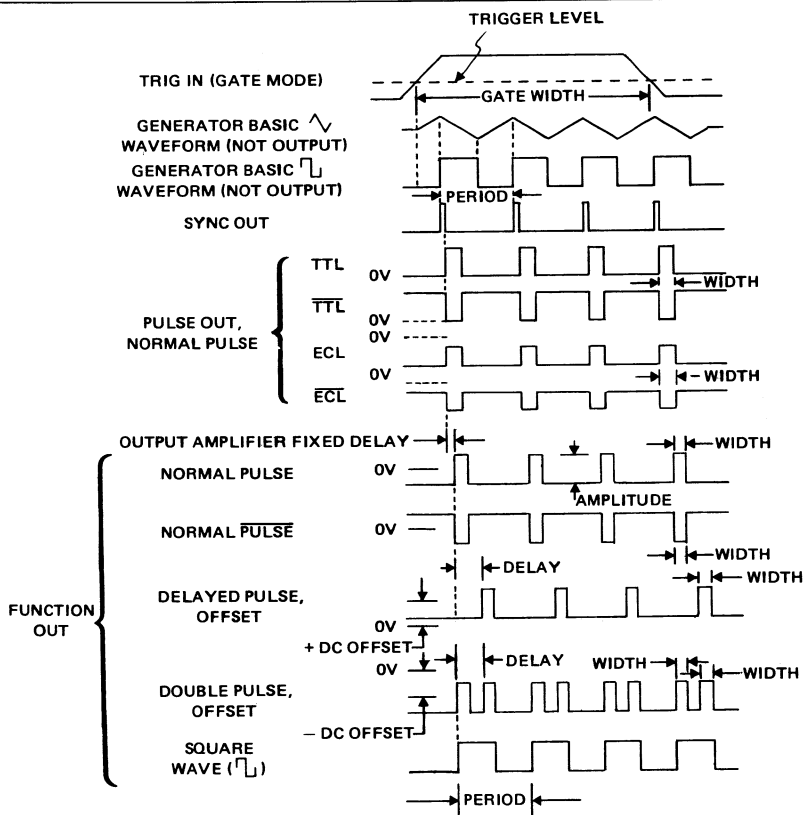 TRIGGER LEVEL
TRIG IN (GATE MODE)
GATE WIDTH
GENERATOR BASIC
WAVEFORM (NOT OUTPUT)
GENERATOR BASIC
WAVEFORM (NOT OUTPUT)
PERIOD
SYNC OUT
TTL
0V
WIDTH
TTL
0V
PULSE OUT,
NORMAL PULSE
0V
ECL
0V
WIDTH
ECL
OUTPUT AMPLIFIER FIXED DELAY
WIDTH
NORMAL PULSE
0V
AMPLITUDE
NORMAL PULSE
0V
WIDTH
DELAY
WIDTH
FUNCTION
OUT
DELAYED PULSE,
OFFSET
0V
+ DC OFFSET
0V
DELAY
WIDTH
WIDTH
DOUBLE PULSE,
OFFSET
– DC OFFSET
SQUARE
WAVE ( )
PERIOD